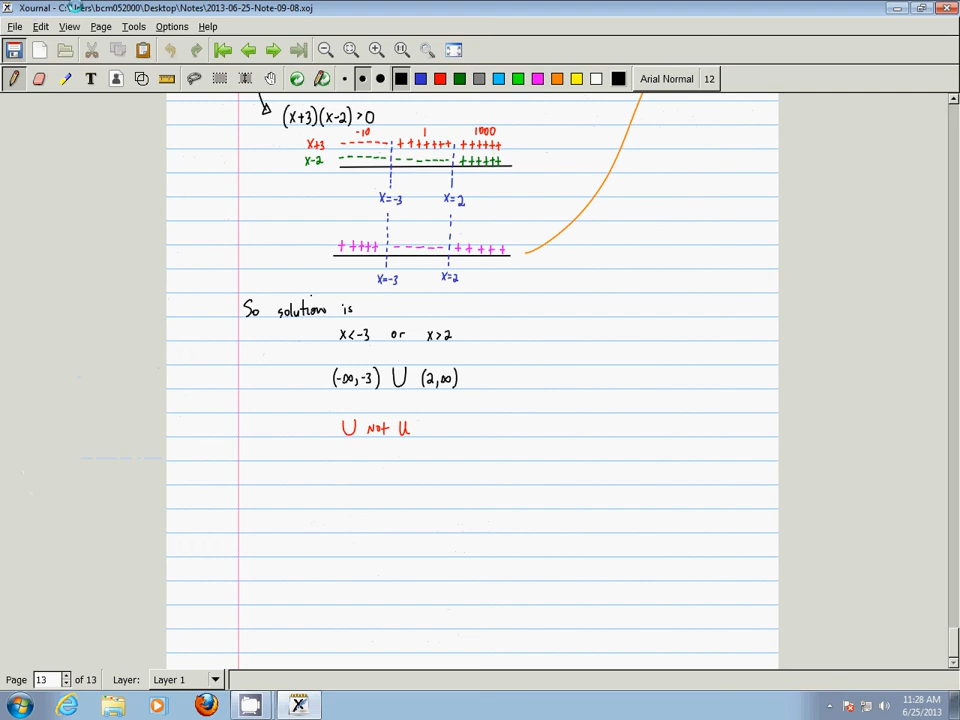 Xournal - C:\Users\bcm052000\Desktop\Notes\2013-06-25-Note-09-08.xoj
File Edit View Page Tools Options Help
Arial Normal 12
(x+3)(x-2)>0
-10 1 1000
x+3 ------ +++++++ ++++++
x-2 ------ ------- ++++++
x=-3 x=2
+++++ ------ +++++
x=-3 x=2
So solution is
x<-3 or x>2
(-∞,-3) ∪ (2,∞)
∪ not U
Page 13 of 13 Layer: Layer 1
11:28 AM
6/25/2013